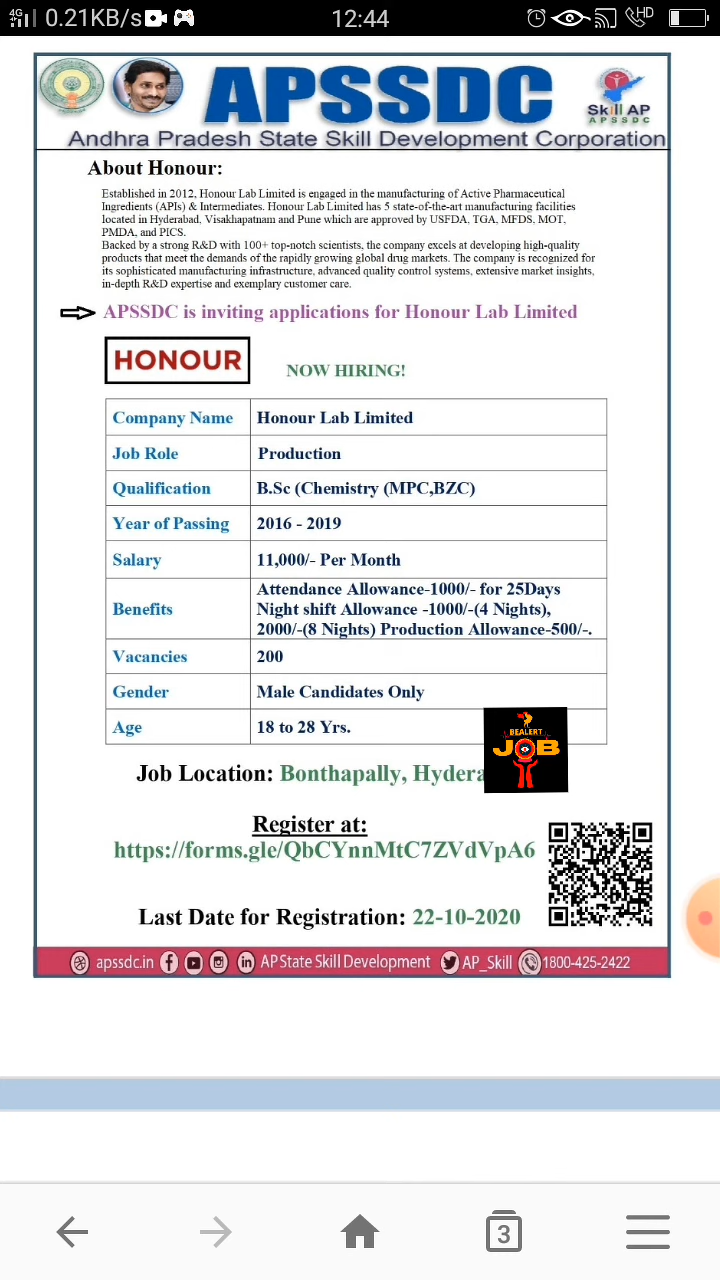 4G 0.21KB/s 12:44 HD
APSSDC
Skill AP
APSSDC
Andhra Pradesh State Skill Development Corporation
About Honour:
Established in 2012, Honour Lab Limited is engaged in the manufacturing of Active Pharmaceutical
Ingredients (APIs) & Intermediates. Honour Lab Limited has 5 state-of-the-art manufacturing facilities
located in Hyderabad, Visakhapatnam and Pune which are approved by USFDA, TGA, MFDS, MOT,
PMDA, and PICS.
Backed by a strong R&D with 100+ top-notch scientists, the company excels at developing high-quality
products that meet the demands of the rapidly growing global drug markets. The company is recognized for
its sophisticated manufacturing infrastructure, advanced quality control systems, extensive market insights,
in-depth R&D expertise and exemplary customer care.
APSSDC is inviting applications for Honour Lab Limited
HONOUR
NOW HIRING!
Company Name Honour Lab Limited
Job Role Production
Qualification B.Sc (Chemistry (MPC,BZC)
Year of Passing 2016 - 2019
Salary 11,000/- Per Month
Benefits Attendance Allowance-1000/- for 25Days
Night shift Allowance -1000/-(4 Nights),
2000/-(8 Nights) Production Allowance-500/-.
Vacancies 200
Gender Male Candidates Only
Age 18 to 28 Yrs.
BEALERT
JOB
Job Location: Bonthapally, Hydera
Register at:
https://forms.gle/QbCYnnMtC7ZVdVpA6
Last Date for Registration: 22-10-2020
apssdc.in AP State Skill Development AP_Skill 1800-425-2422
3